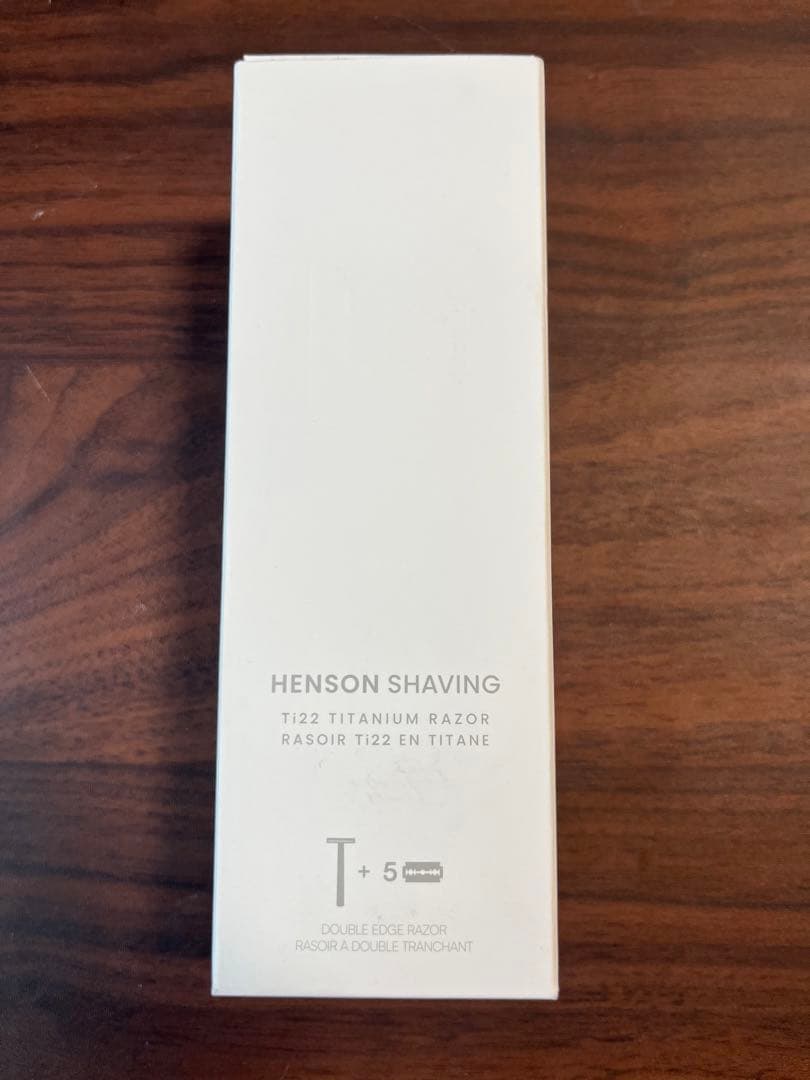 HENSON SHAVING
Ti22 TITANIUM RAZOR
RASOIR Ti22 EN TITANE
+ 5
DOUBLE EDGE RAZOR
RASOIR A DOUBLE TRANCHANT